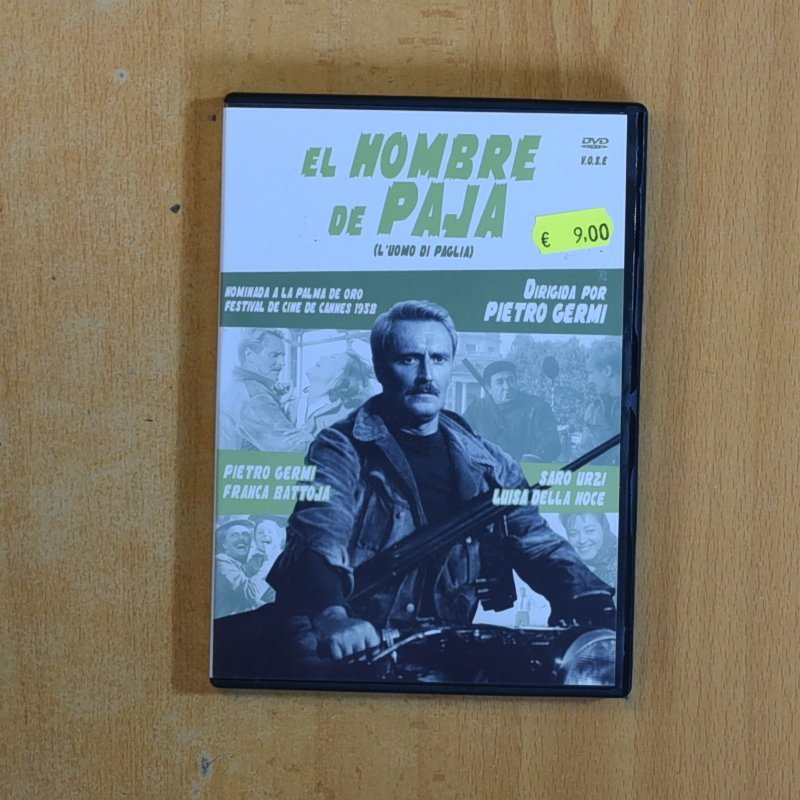 EL HOMBRE
DE PAJA
(L'UOMO DI PAGLIA)
DVD
V.O.S.E
€ 9,00
NOMINADA A LA PALMA DE ORO
FESTIVAL DE CINE DE CANNES 1958
DIRIGIDA POR
PIETRO GERMI
PIETRO GERMI
FRANCA BATTOJA
SARO URZI
LUISA DELLA NOCE